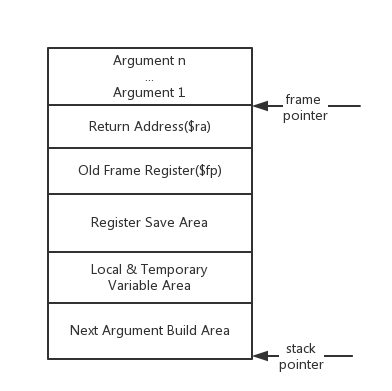 Argument n
...
Argument 1
frame
pointer
Return Address($ra)
Old Frame Register($fp)
Register Save Area
Local & Temporary
Variable Area
Next Argument Build Area
stack
pointer